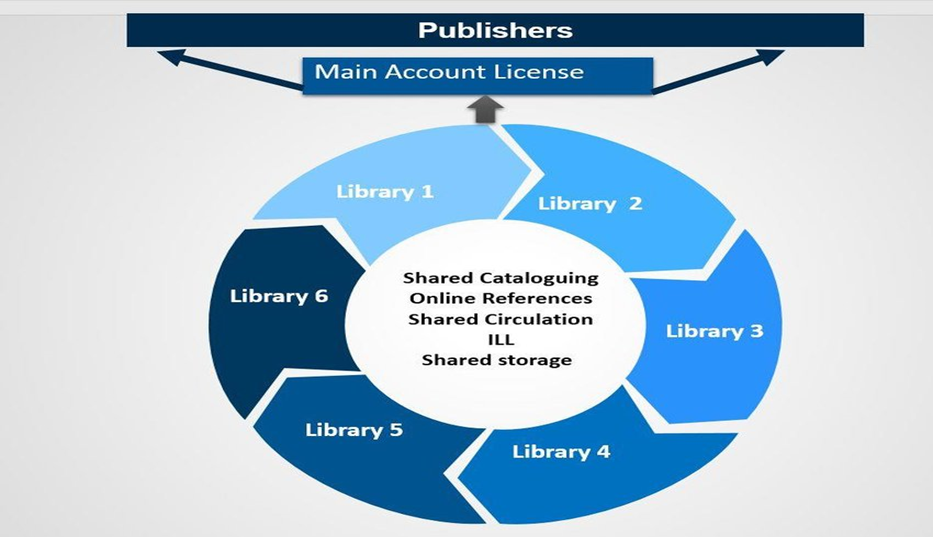 Publishers
Main Account License
Library 1
Library 2
Library 3
Library 4
Library 5
Library 6
Shared Cataloguing
Online References
Shared Circulation
ILL
Shared storage